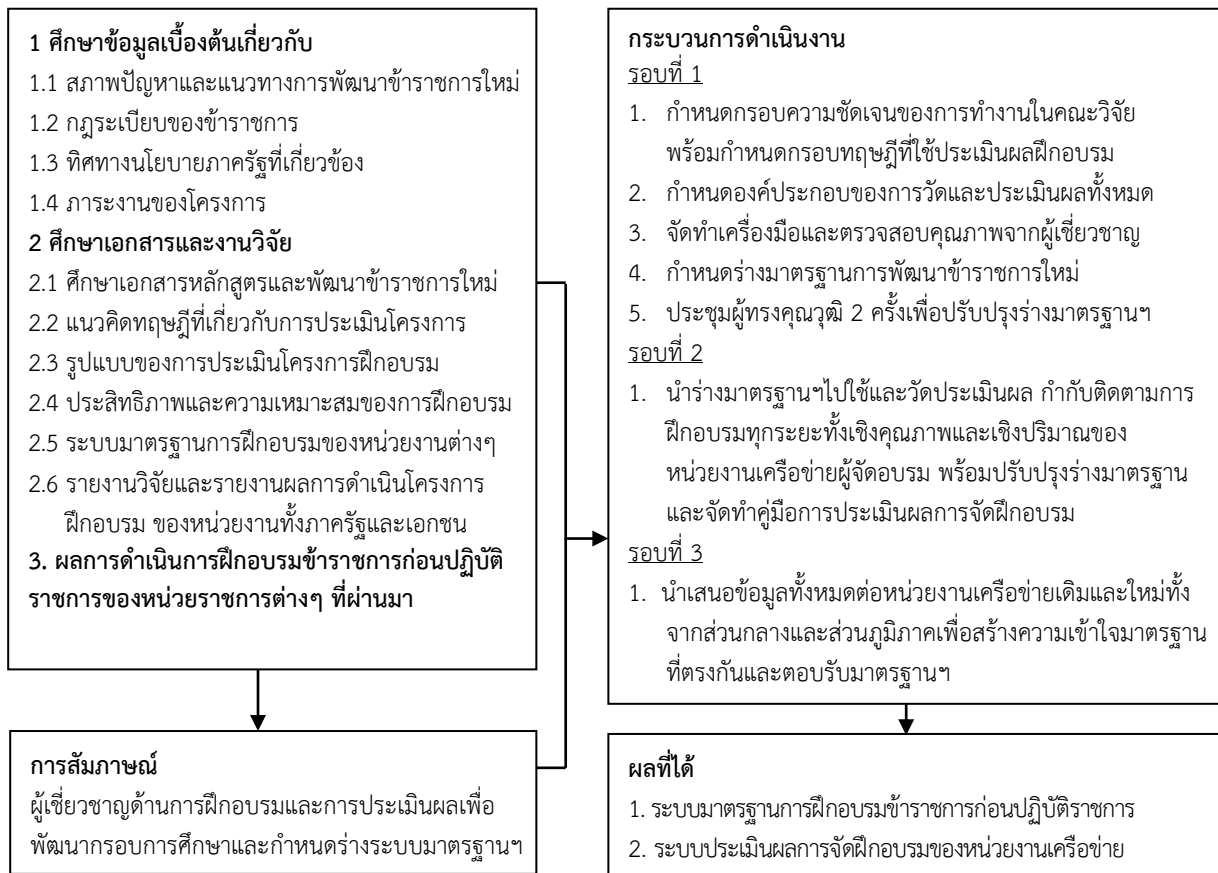 1 ศึกษาข้อมูลเบื้องต้นเกี่ยวกับ
1.1 สภาพปัญหาและแนวทางการพัฒนาข้าราชการใหม่
1.2 กฎระเบียบของข้าราชการ
1.3 ทิศทางนโยบายภาครัฐที่เกี่ยวข้อง
1.4 ภาระงานของโครงการ
2 ศึกษาเอกสารและงานวิจัย
2.1 ศึกษาเอกสารหลักสูตรและพัฒนาข้าราชการใหม่
2.2 แนวคิดทฤษฎีที่เกี่ยวกับการประเมินโครงการ
2.3 รูปแบบของการประเมินโครงการฝึกอบรม
2.4 ประสิทธิภาพและความเหมาะสมของการฝึกอบรม
2.5 ระบบมาตรฐานการฝึกอบรมของหน่วยงานต่างๆ
2.6 รายงานวิจัยและรายงานผลการดำเนินโครงการ
ฝึกอบรม ของหน่วยงานทั้งภาครัฐและเอกชน
3. ผลการดำเนินการฝึกอบรมข้าราชการก่อนปฏิบัติ
ราชการของหน่วยราชการต่างๆ ที่ผ่านมา
การสัมภาษณ์
ผู้เชี่ยวชาญด้านการฝึกอบรมและการประเมินผลเพื่อ
พัฒนากรอบการศึกษาและกำหนดร่างระบบมาตรฐานฯ
กระบวนการดำเนินงาน
รอบที่ 1
1. กำหนดกรอบความชัดเจนของการทำงานในคณะวิจัย
พร้อมกำหนดกรอบทฤษฎีที่ใช้ประเมินผลฝึกอบรม
2. กำหนดองค์ประกอบของการวัดและประเมินผลทั้งหมด
3. จัดทำเครื่องมือและตรวจสอบคุณภาพจากผู้เชี่ยวชาญ
4. กำหนดร่างมาตรฐานการพัฒนาข้าราชการใหม่
5. ประชุมผู้ทรงคุณวุฒิ 2 ครั้งเพื่อปรับปรุงร่างมาตรฐานฯ
รอบที่ 2
1. นำร่างมาตรฐานฯไปใช้และวัดประเมินผล กำกับติดตามการ
ฝึกอบรมทุกระยะทั้งเชิงคุณภาพและเชิงปริมาณของ
หน่วยงานเครือข่ายผู้จัดอบรม พร้อมปรับปรุงร่างมาตรฐาน
และจัดทำคู่มือการประเมินผลการจัดฝึกอบรม
รอบที่ 3
1. นำเสนอข้อมูลทั้งหมดต่อหน่วยงานเครือข่ายเดิมและใหม่ทั้ง
จากส่วนกลางและส่วนภูมิภาคเพื่อสร้างความเข้าใจมาตรฐาน
ที่ตรงกันและตอบรับมาตรฐานฯ
ผลที่ได้
1. ระบบมาตรฐานการฝึกอบรมข้าราชการก่อนปฏิบัติราชการ
2. ระบบประเมินผลการจัดฝึกอบรมของหน่วยงานเครือข่าย